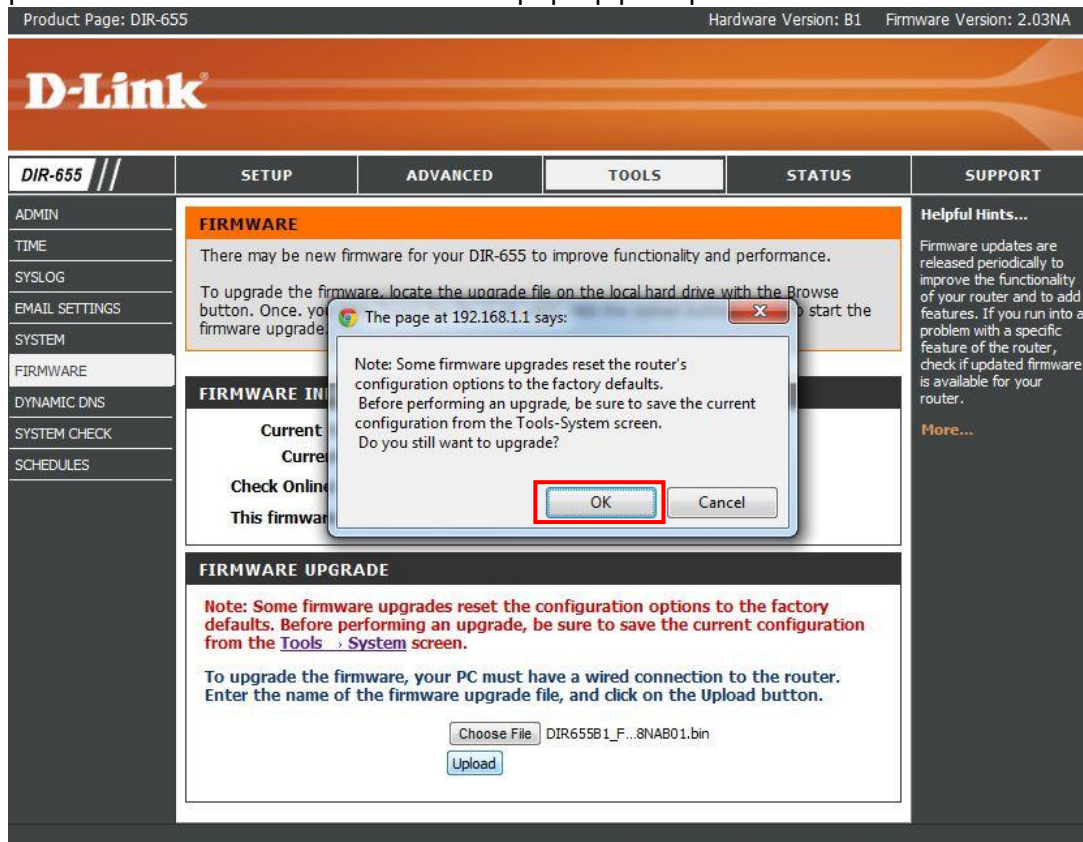 Product Page: DIR-655 Hardware Version: B1 Firmware Version: 2.03NA
D-Link®
DIR-655 SETUP ADVANCED TOOLS STATUS SUPPORT
ADMIN
TIME
SYSLOG
EMAIL SETTINGS
SYSTEM
FIRMWARE
DYNAMIC DNS
SYSTEM CHECK
SCHEDULES
FIRMWARE
There may be new firmware for your DIR-655 to improve functionality and performance.
To upgrade the firmware, locate the upgrade file on the local hard drive with the Browse
button. Once. start the
firmware upgrade.
The page at 192.168.1.1 says:
Note: Some firmware upgrades reset the router's
configuration options to the factory defaults.
Before performing an upgrade, be sure to save the current
configuration from the Tools-System screen.
Do you still want to upgrade?
OK Cancel
FIRMWARE
Current
Check Online
This
FIRMWARE UPGRADE
Note: Some firmware upgrades reset the configuration options to the factory
defaults. Before performing an upgrade, be sure to save the current configuration
from the Tools › System screen.
To upgrade the firmware, your PC must have a wired connection to the router.
Enter the name of the firmware upgrade file, and click on the Upload button.
Choose File DIR655B1_F...8NAB01.bin
Upload
Helpful Hints...
Firmware updates are
released periodically to
improve the functionality
of your router and to add
features. If you run into a
problem with a specific
feature of the router,
check if updated firmware
is available for your
router.
More...